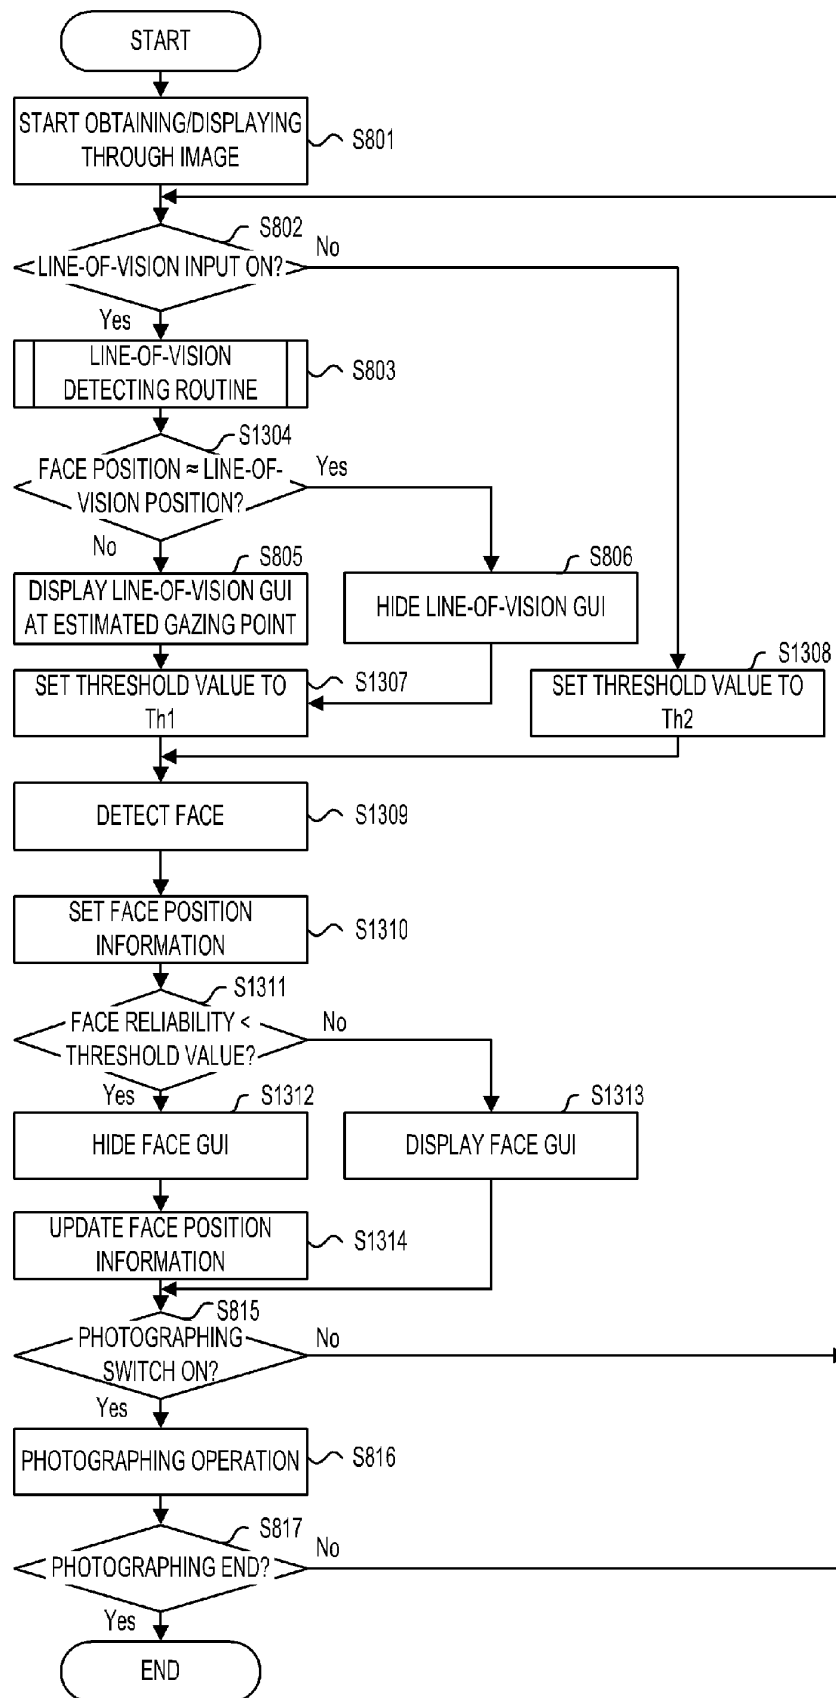 START
START OBTAINING/DISPLAYING
THROUGH IMAGE
S801
S802
LINE-OF-VISION INPUT ON?
No
Yes
LINE-OF-VISION
DETECTING ROUTINE
S803
S1304
FACE POSITION ≈ LINE-OF-
VISION POSITION?
Yes
No
S805
DISPLAY LINE-OF-VISION GUI
AT ESTIMATED GAZING POINT
S806
HIDE LINE-OF-VISION GUI
SET THRESHOLD VALUE TO
Th1
S1307
S1308
SET THRESHOLD VALUE TO
Th2
DETECT FACE
S1309
SET FACE POSITION
INFORMATION
S1310
S1311
FACE RELIABILITY <
THRESHOLD VALUE?
No
Yes
S1312
HIDE FACE GUI
S1313
DISPLAY FACE GUI
UPDATE FACE POSITION
INFORMATION
S1314
S815
PHOTOGRAPHING
SWITCH ON?
No
Yes
PHOTOGRAPHING OPERATION
S816
S817
PHOTOGRAPHING END?
No
Yes
END